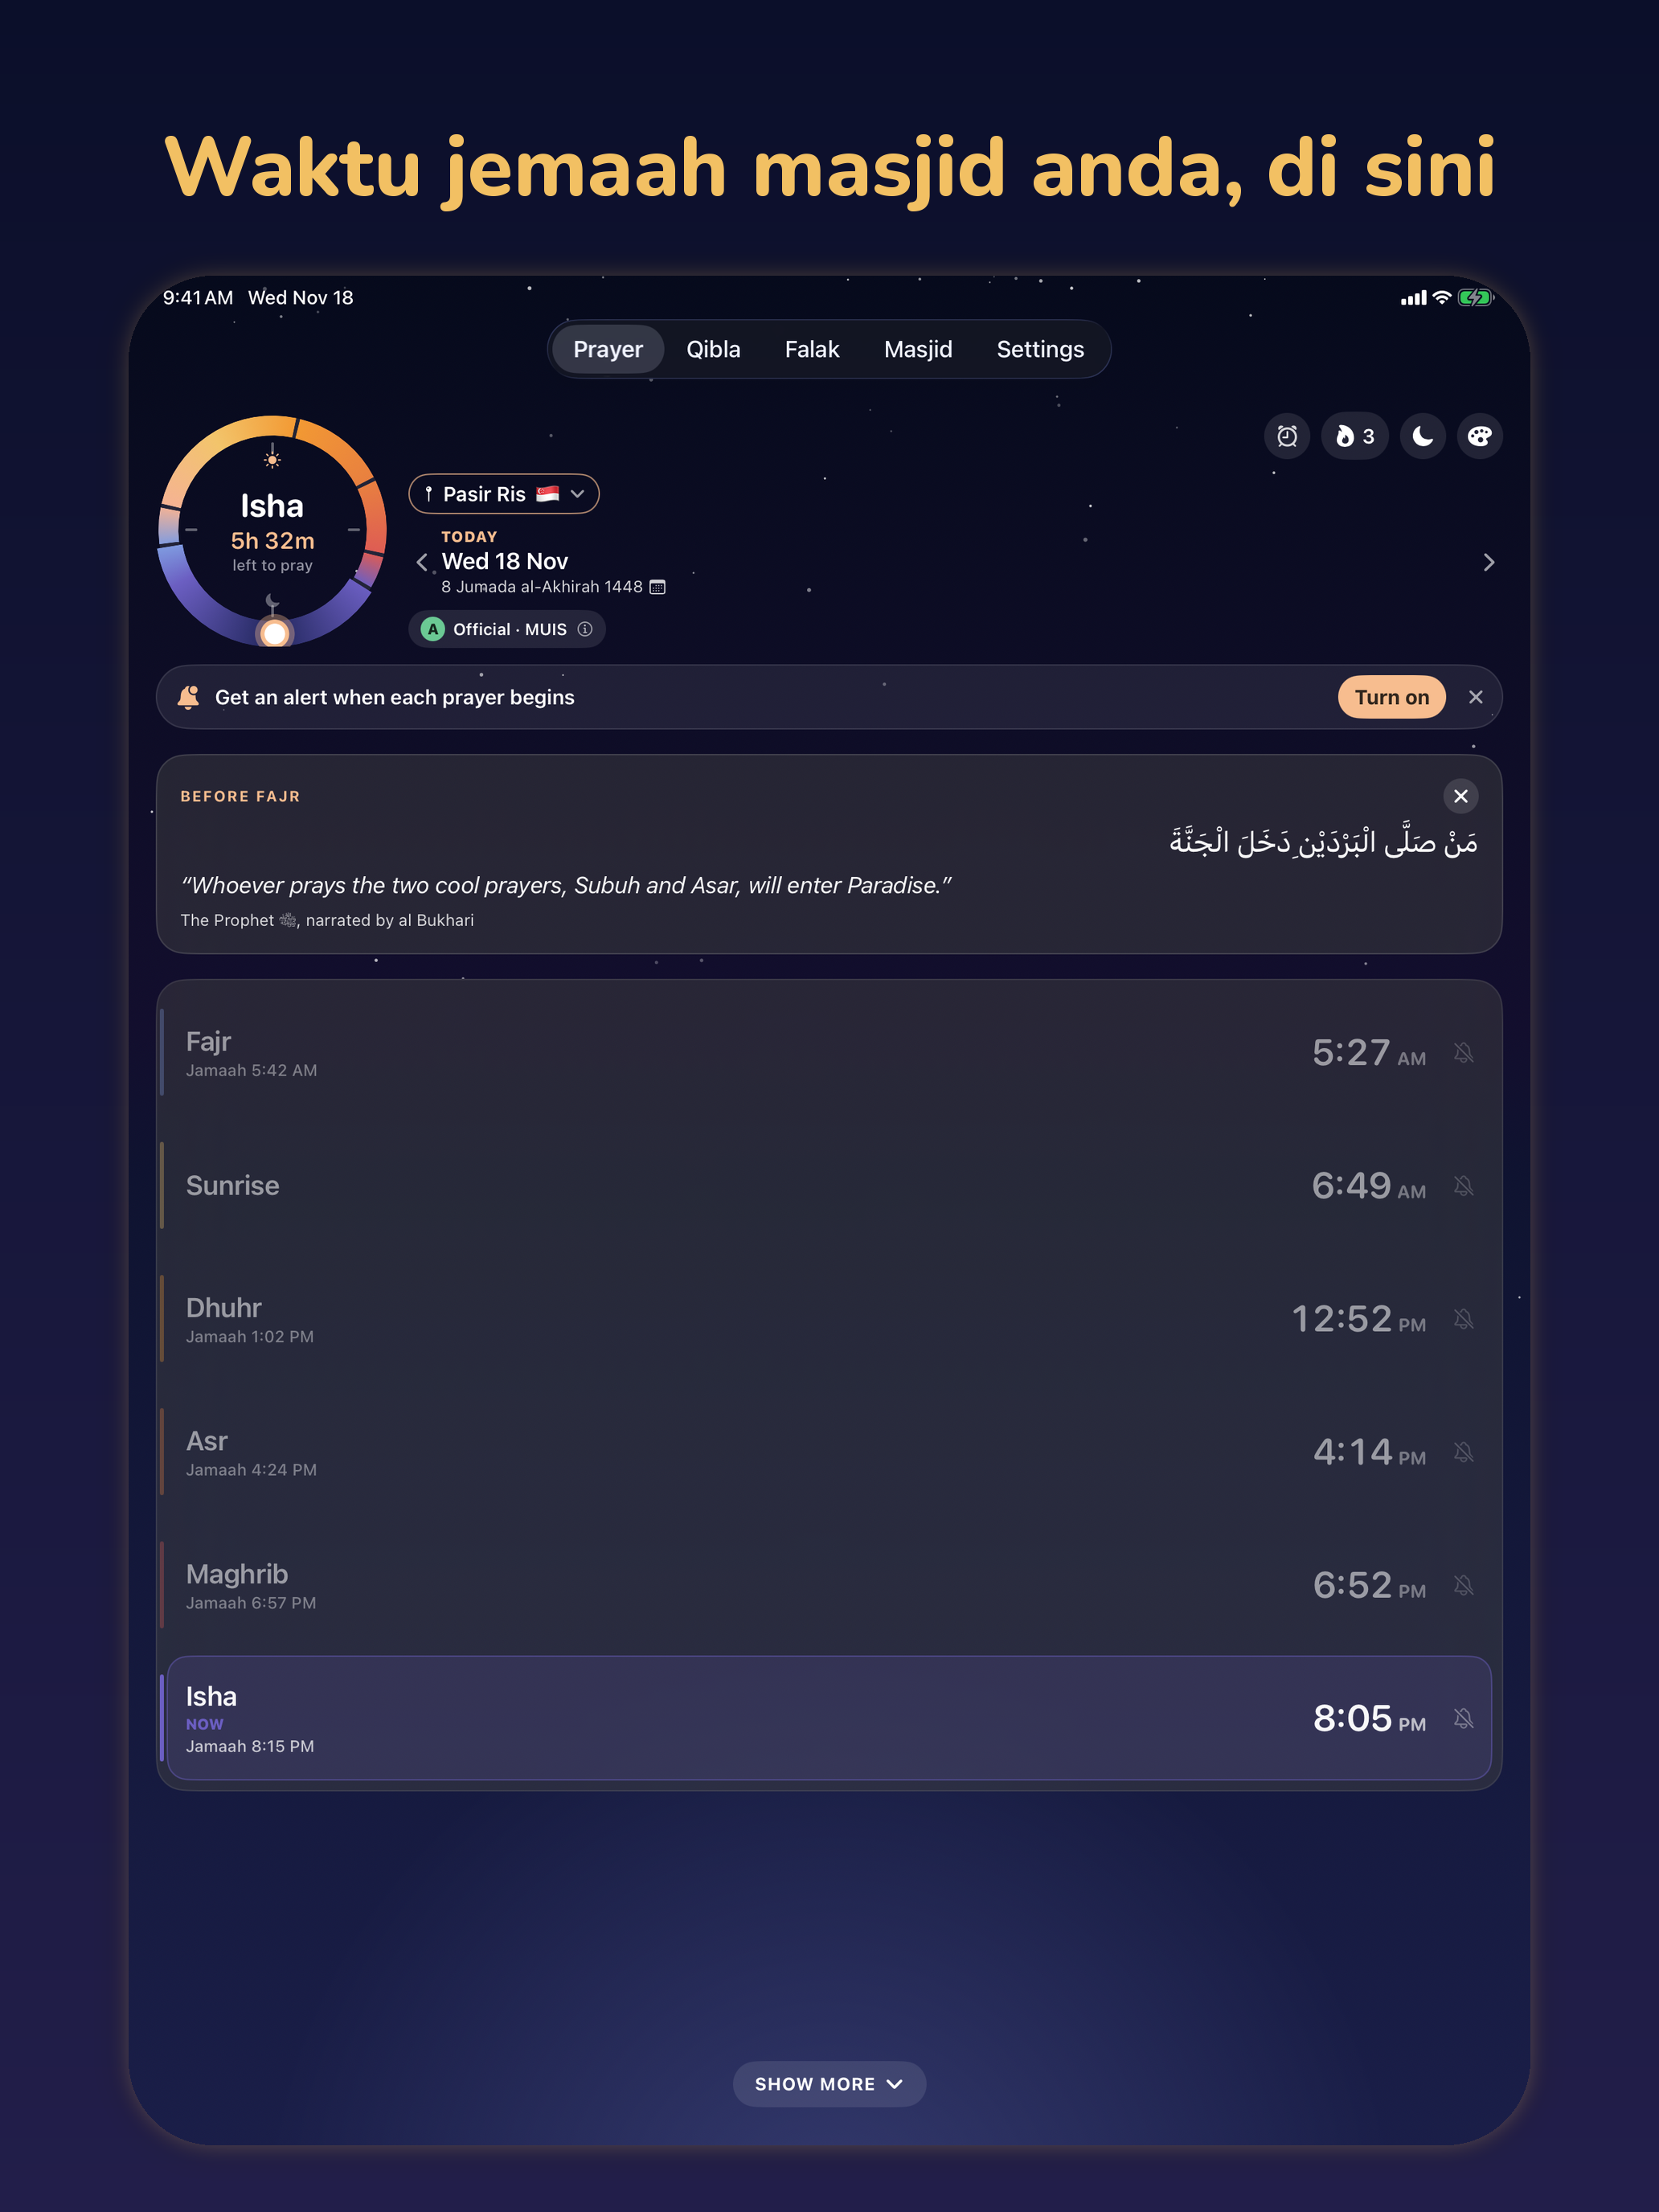 Waktu jemaah masjid anda, di sini
9:41 AM Wed Nov 18
Prayer Qibla Falak Masjid Settings
3
Isha
5h 32m
left to pray
Pasir Ris 🇸🇬
TODAY
Wed 18 Nov
8 Jumada al-Akhirah 1448
A Official · MUIS
Get an alert when each prayer begins
Turn on
BEFORE FAJR
مَنْ صَلَّى الْبَرْدَيْنِ دَخَلَ الْجَنَّةَ
“Whoever prays the two cool prayers, Subuh and Asar, will enter Paradise.”
The Prophet ﷺ, narrated by al Bukhari
Fajr
Jamaah 5:42 AM
5:27 AM
Sunrise
6:49 AM
Dhuhr
Jamaah 1:02 PM
12:52 PM
Asr
Jamaah 4:24 PM
4:14 PM
Maghrib
Jamaah 6:57 PM
6:52 PM
Isha
NOW
Jamaah 8:15 PM
8:05 PM
SHOW MORE